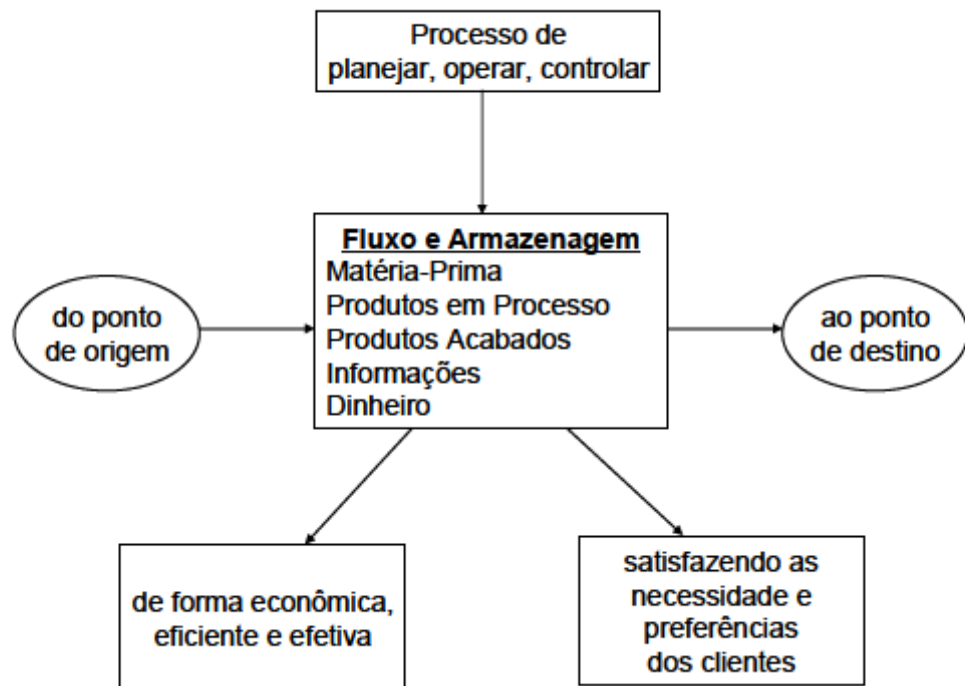 Processo de
planejar, operar, controlar
Fluxo e Armazenagem
Matéria-Prima
Produtos em Processo
Produtos Acabados
Informações
Dinheiro
do ponto
de origem
ao ponto
de destino
de forma econômica,
eficiente e efetiva
satisfazendo as
necessidade e
preferências
dos clientes